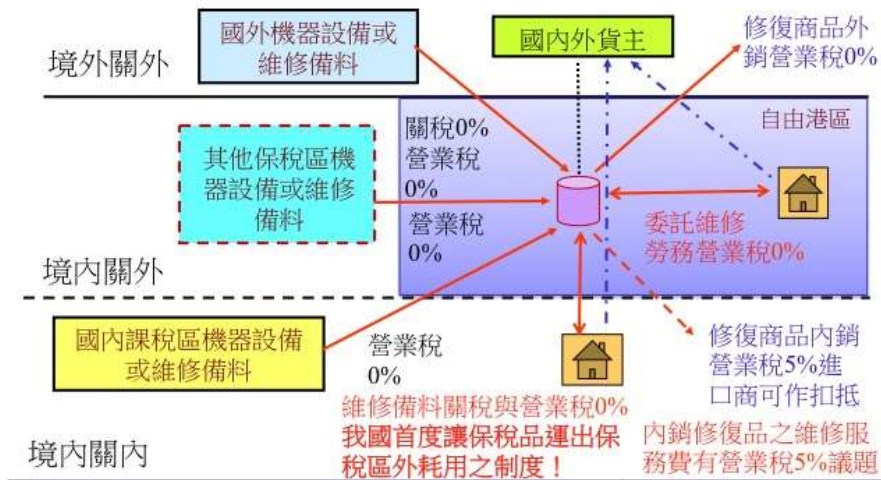 國外機器設備或
維修備料
國內外貨主
修復商品外
銷營業稅0%
境外關外
自由港區
關稅0%
營業稅
0%
其他保稅區機
器設備或維修
備料
營業稅
0%
委託維修
勞務營業稅0%
境內關外
國內課稅區機器設備
或維修備料
營業稅
0%
修復商品內銷
營業稅5%進
口商可作扣抵
維修備料關稅與營業稅0%
我國首度讓保稅品運出保
稅區外耗用之制度！
內銷修復品之維修服
務費有營業稅5%議題
境內關內